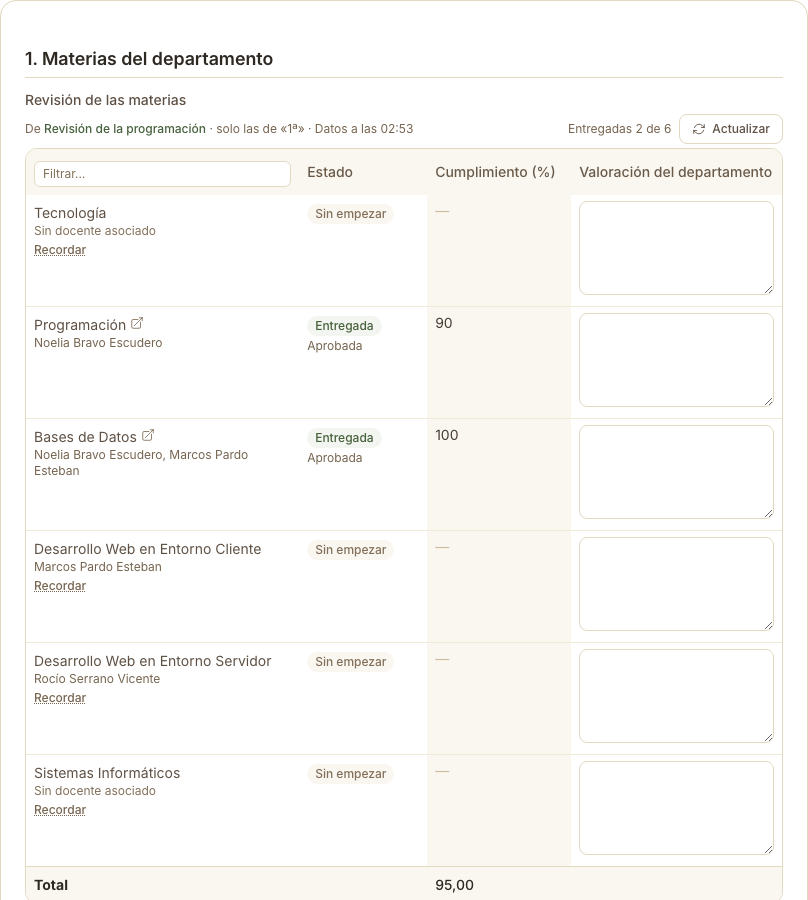 1. Materias del departamento
Revisión de las materias
De Revisión de la programación · solo las de «1ª» · Datos a las 02:53
Entregadas 2 de 6
Actualizar
Filtrar...
Estado
Cumplimiento (%)
Valoración del departamento
Tecnología
Sin empezar
—
Sin docente asociado
Recordar
Programación
Entregada
90
Noelia Bravo Escudero
Aprobada
Bases de Datos
Entregada
100
Noelia Bravo Escudero, Marcos Pardo
Esteban
Aprobada
Desarrollo Web en Entorno Cliente
Sin empezar
—
Marcos Pardo Esteban
Recordar
Desarrollo Web en Entorno Servidor
Sin empezar
—
Rocío Serrano Vicente
Recordar
Sistemas Informáticos
Sin empezar
—
Sin docente asociado
Recordar
Total
95,00